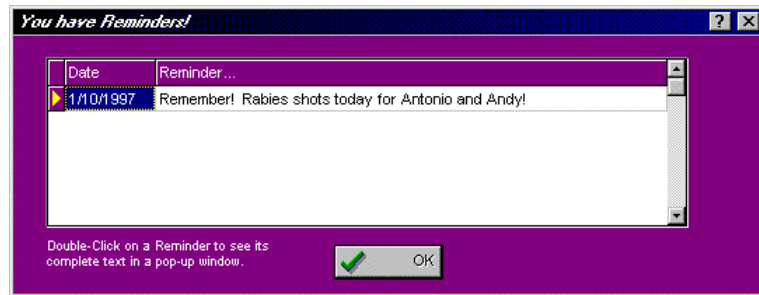 You have Reminders!
Date Reminder...
1/10/1997 Remember! Rabies shots today for Antonio and Andy!
Double-Click on a Reminder to see its
complete text in a pop-up window.
OK